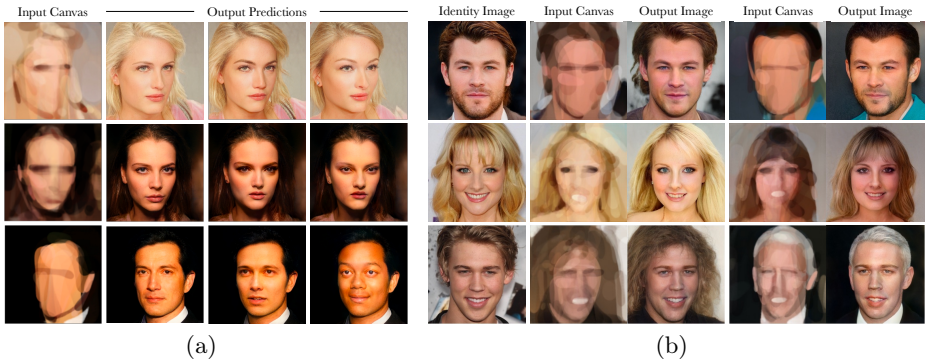 Input Canvas Output Predictions Identity Image Input Canvas Output Image Input Canvas Output Image
(a) (b)